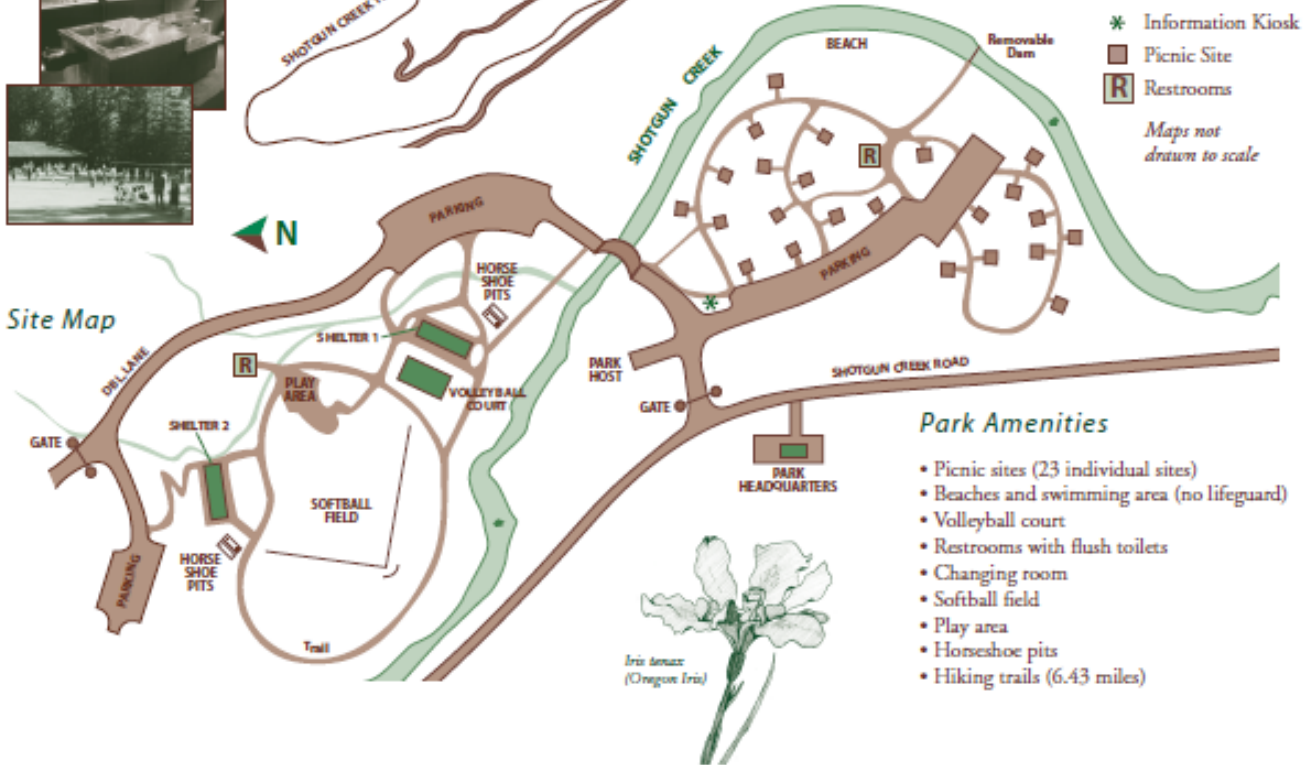 SHOTGUN CREEK
BEACH
Removable
Dam
Information Kiosk
Picnic Site
R Restrooms
Maps not
drawn to scale
SHOTGUN CREEK
R
PARKING
N
HORSE
SHOE
PITS
PARKING
Site Map
SHELTER 1
DBL. LANE
R
PLAY
AREA
VOLLEYBALL
COURT
PARK
HOST
SHOTGUN CREEK ROAD
GATE
SHELTER 2
GATE
PARK
HEADQUARTERS
SOFTBALL
FIELD
HORSE
SHOE
PITS
PARKING
Trail
Iris tenax
(Oregon Iris)
Park Amenities
• Picnic sites (23 individual sites)
• Beaches and swimming area (no lifeguard)
• Volleyball court
• Restrooms with flush toilets
• Changing room
• Softball field
• Play area
• Horseshoe pits
• Hiking trails (6.43 miles)